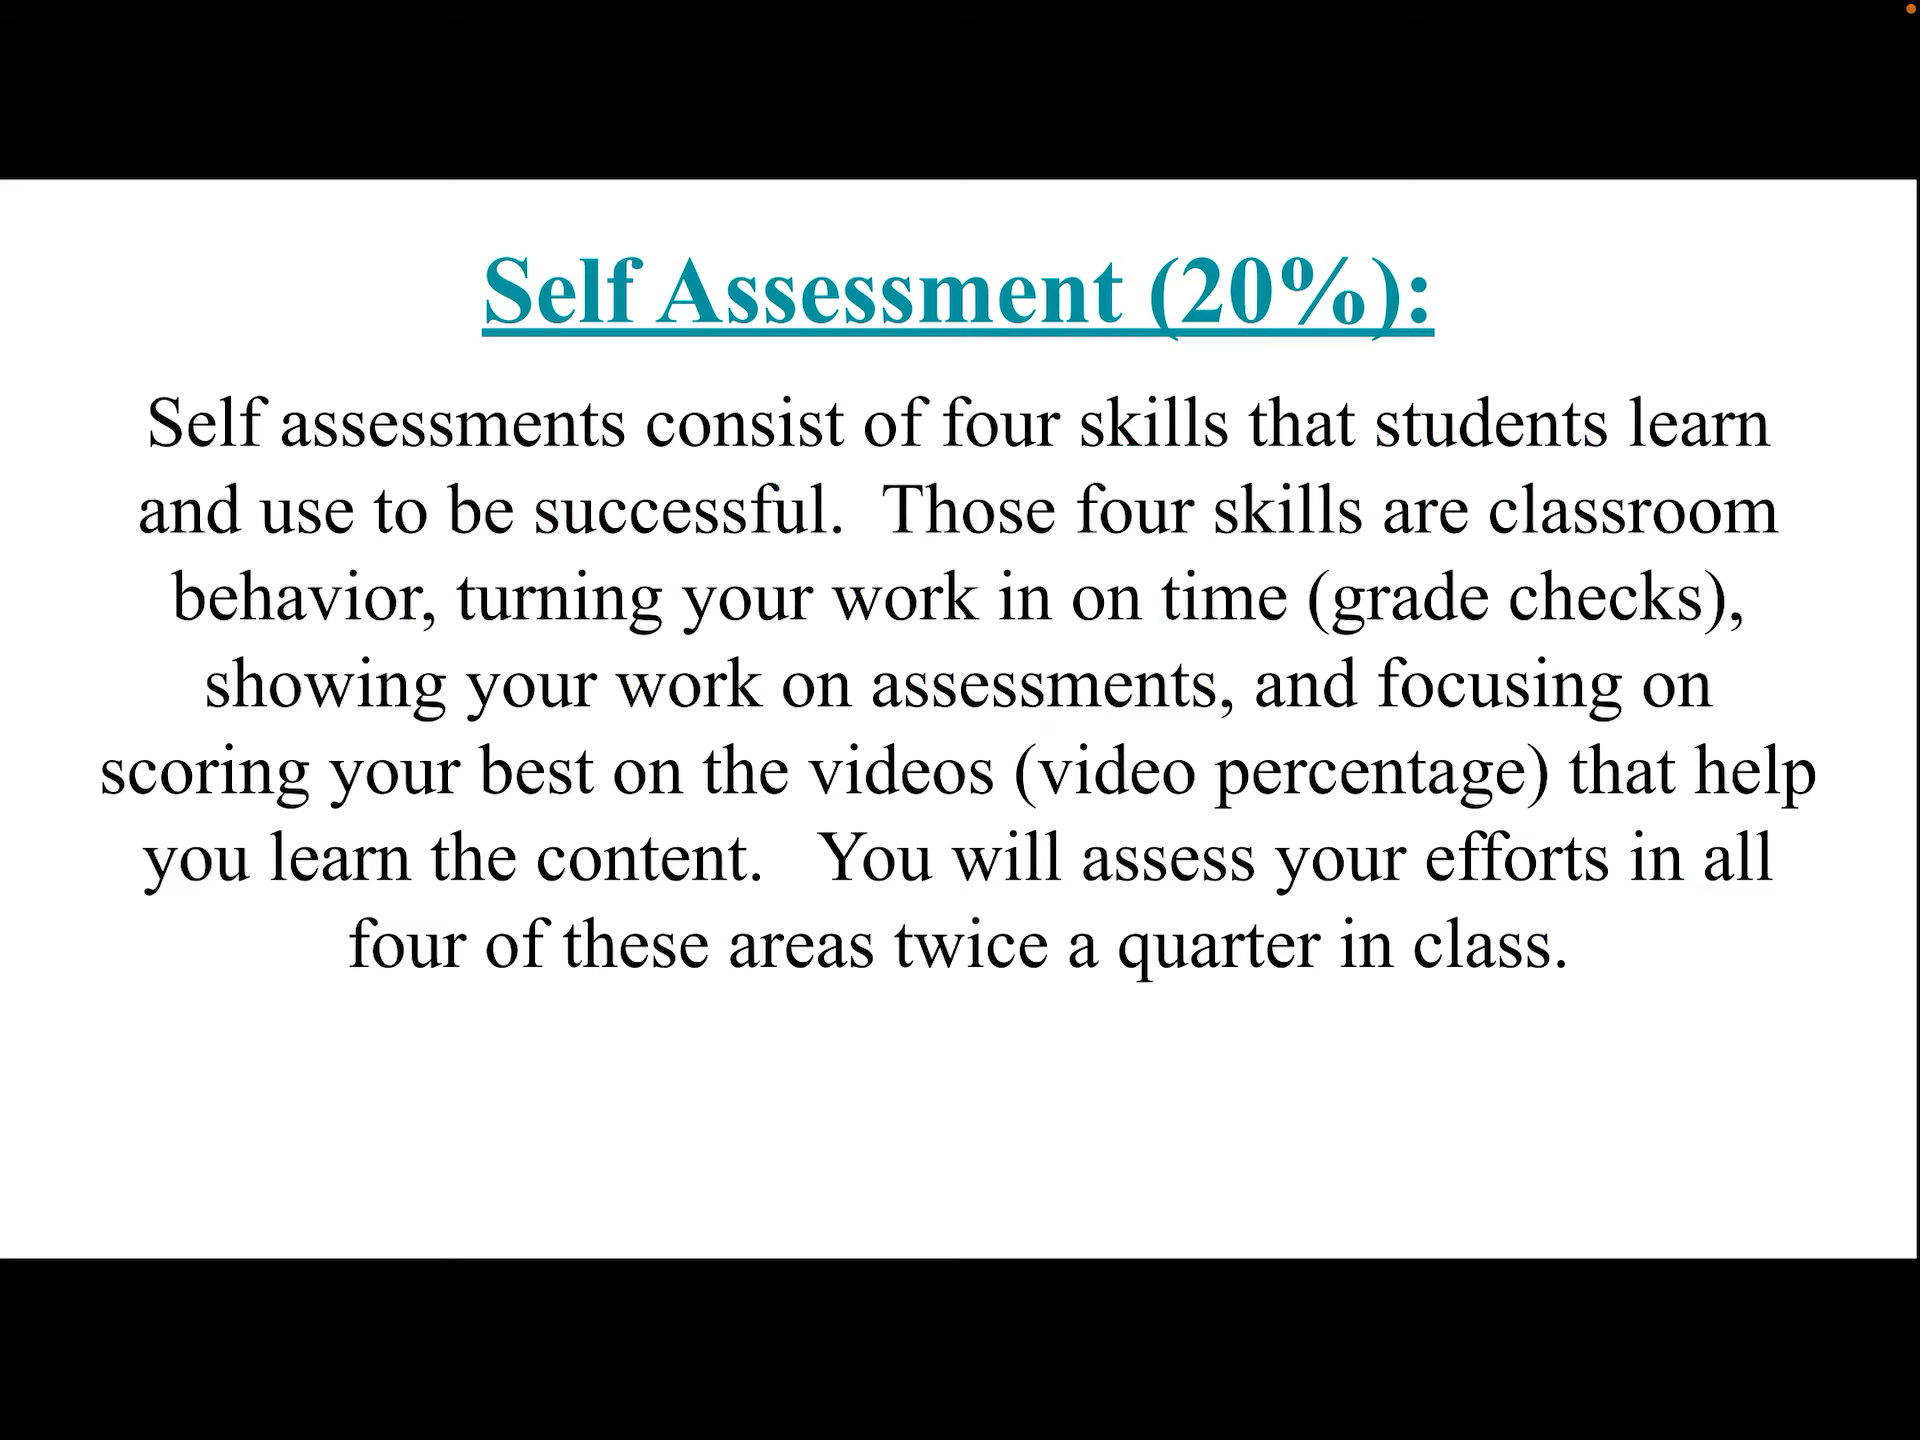 Self Assessment (20%):
Self assessments consist of four skills that students learn
and use to be successful.  Those four skills are classroom
behavior, turning your work in on time (grade checks),
showing your work on assessments, and focusing on
scoring your best on the videos (video percentage) that help
you learn the content.   You will assess your efforts in all
four of these areas twice a quarter in class.